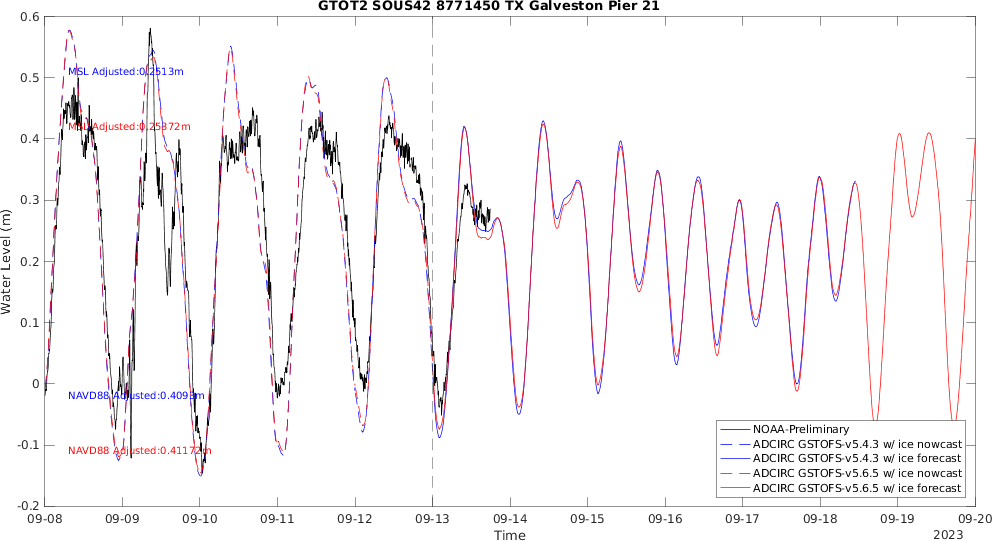 GTOT2 SOUS42 8771450 TX Galveston Pier 21
0.6
0.5
0.4
0.3
0.2
0.1
0
-0.1
-0.2
Water Level (m)
MSL Adjusted:0.2513m
MSL Adjusted:0.25372m
NAVD88 Adjusted:0.4093m
NAVD88 Adjusted:0.41172m
NOAA-Preliminary
ADCIRC GSTOFS-v5.4.3 w/ ice nowcast
ADCIRC GSTOFS-v5.4.3 w/ ice forecast
ADCIRC GSTOFS-v5.6.5 w/ ice nowcast
ADCIRC GSTOFS-v5.6.5 w/ ice forecast
09-08 09-09 09-10 09-11 09-12 09-13 09-14 09-15 09-16 09-17 09-18 09-19 09-20
Time
2023